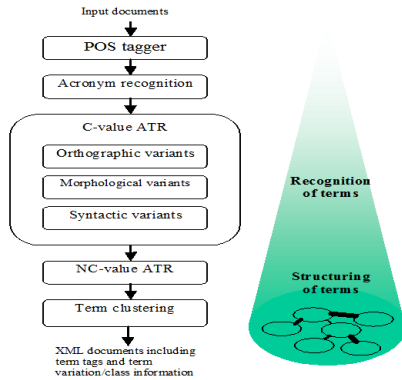 Input documents
POS tagger
Acronym recognition
C-value ATR
Orthographic variants
Morphological variants
Syntactic variants
NC-value ATR
Term clustering
XML documents including
term tags and term
variation/class information
Recognition
of terms
Structuring
of terms